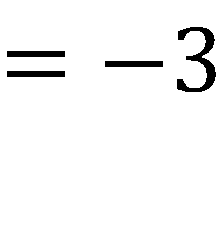 = −3